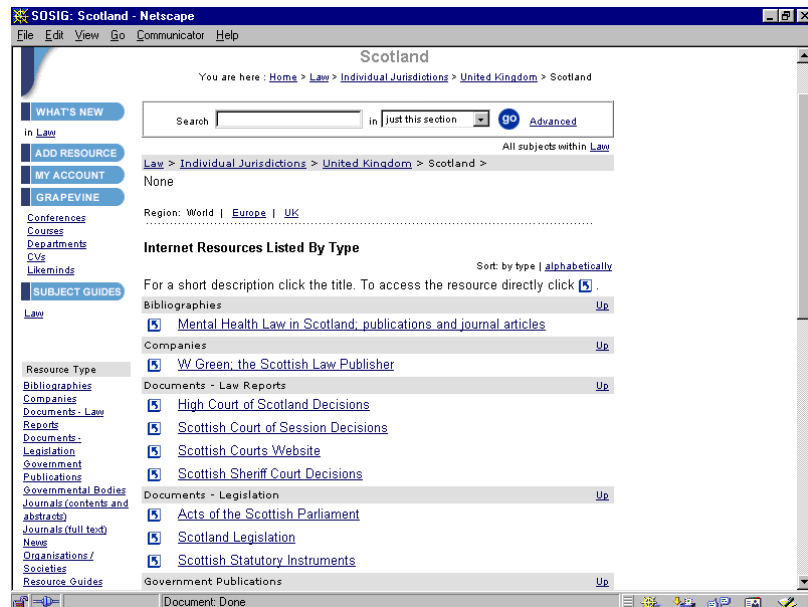 SOSIG: Scotland - Netscape
File Edit View Go Communicator Help
Scotland
You are here : Home > Law > Individual Jurisdictions > United Kingdom > Scotland
WHAT'S NEW
in Law
ADD RESOURCE
MY ACCOUNT
GRAPEVINE
Conferences
Courses
Departments
CVs
Likeminds
SUBJECT GUIDES
Law
Resource Type
Bibliographies
Companies
Documents - Law
Reports
Documents -
Legislation
Government
Publications
Governmental Bodies
Journals (contents and
abstracts)
Journals (full text)
News
Organisations /
Societies
Resource Guides
Search in just this section go Advanced
All subjects within Law
Law > Individual Jurisdictions > United Kingdom > Scotland >
None
Region: World | Europe | UK
Internet Resources Listed By Type
Sort: by type | alphabetically
For a short description click the title. To access the resource directly click .
Bibliographies Up
Mental Health Law in Scotland; publications and journal articles
Companies Up
W Green; the Scottish Law Publisher
Documents - Law Reports Up
High Court of Scotland Decisions
Scottish Court of Session Decisions
Scottish Courts Website
Scottish Sheriff Court Decisions
Documents - Legislation Up
Acts of the Scottish Parliament
Scotland Legislation
Scottish Statutory Instruments
Government Publications Up
Document: Done